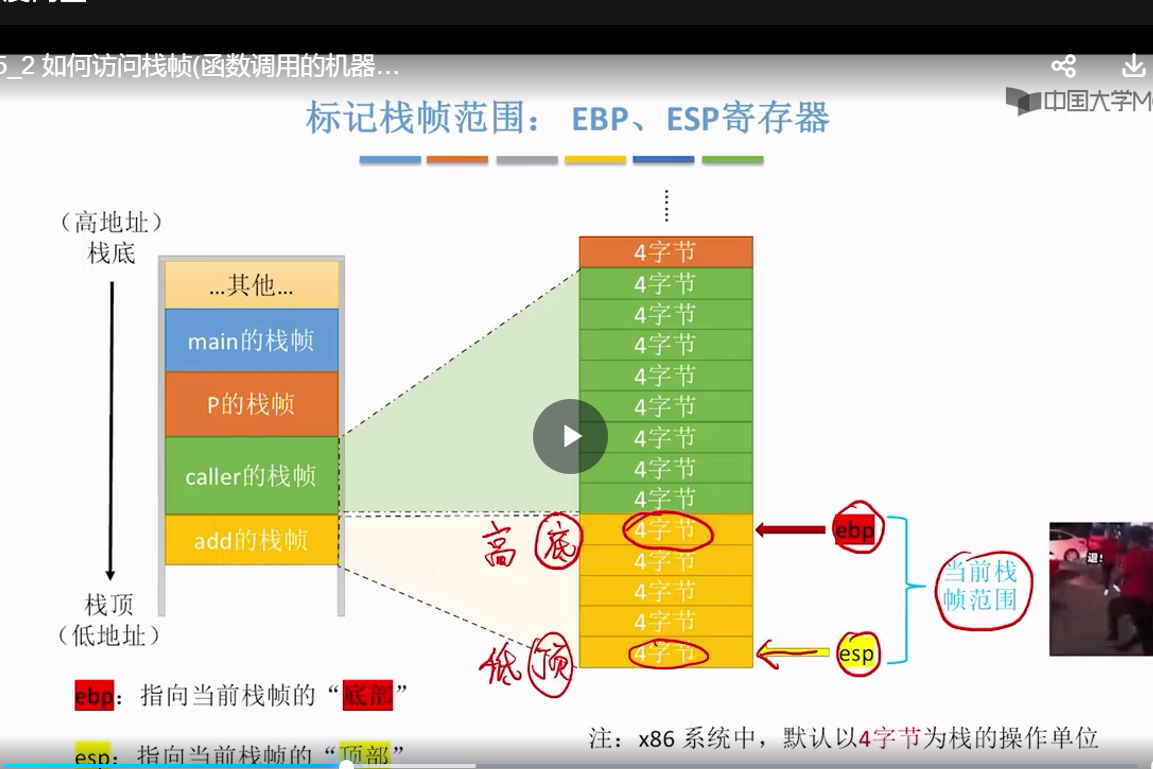 5_2 如何访问栈帧(函数调用的机器…
中国大学M
标记栈帧范围： EBP、ESP寄存器
（高地址）
栈底
…其他…
main的栈帧
P的栈帧
caller的栈帧
add的栈帧
栈顶
（低地址）
4字节
4字节
4字节
4字节
4字节
4字节
4字节
4字节
4字节
4字节
4字节
4字节
4字节
4字节
高 底
低 顶
ebp
esp
当前栈
帧范围
退!
ebp：指向当前栈帧的“底部”
esp：指向当前栈帧的“顶部”
注：x86 系统中，默认以4字节为栈的操作单位